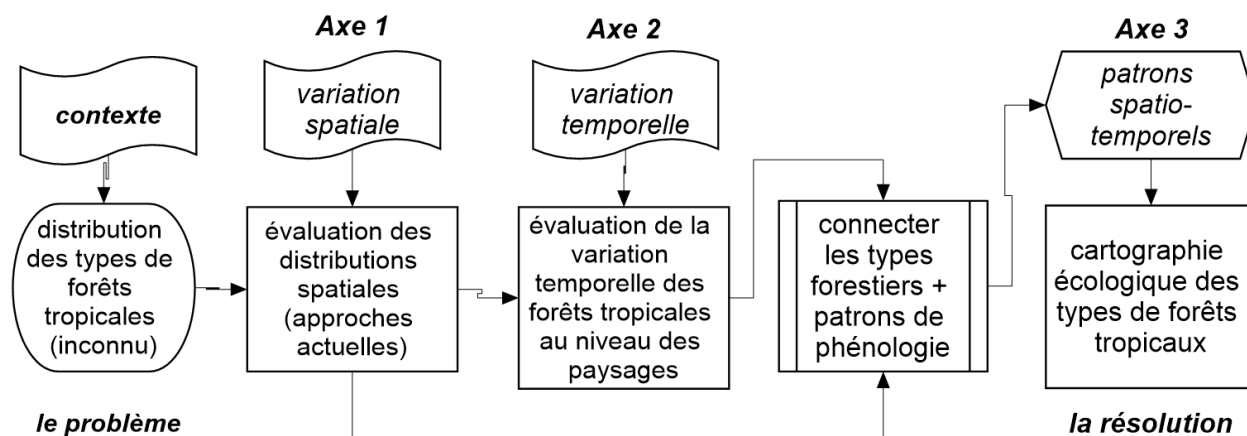 Axe 1
Axe 2
Axe 3
contexte
variation
spatiale
variation
temporelle
patrons
spatio-
temporels
distribution
des types de
forêts
tropicales
(inconnu)
évaluation des
distributions
spatiales
(approches
actuelles)
évaluation de la
variation
temporelle des
forêts tropicales
au niveau des
paysages
connecter
les types
forestiers +
patrons de
phénologie
cartographie
écologique des
types de forêts
tropicaux
le problème
la résolution